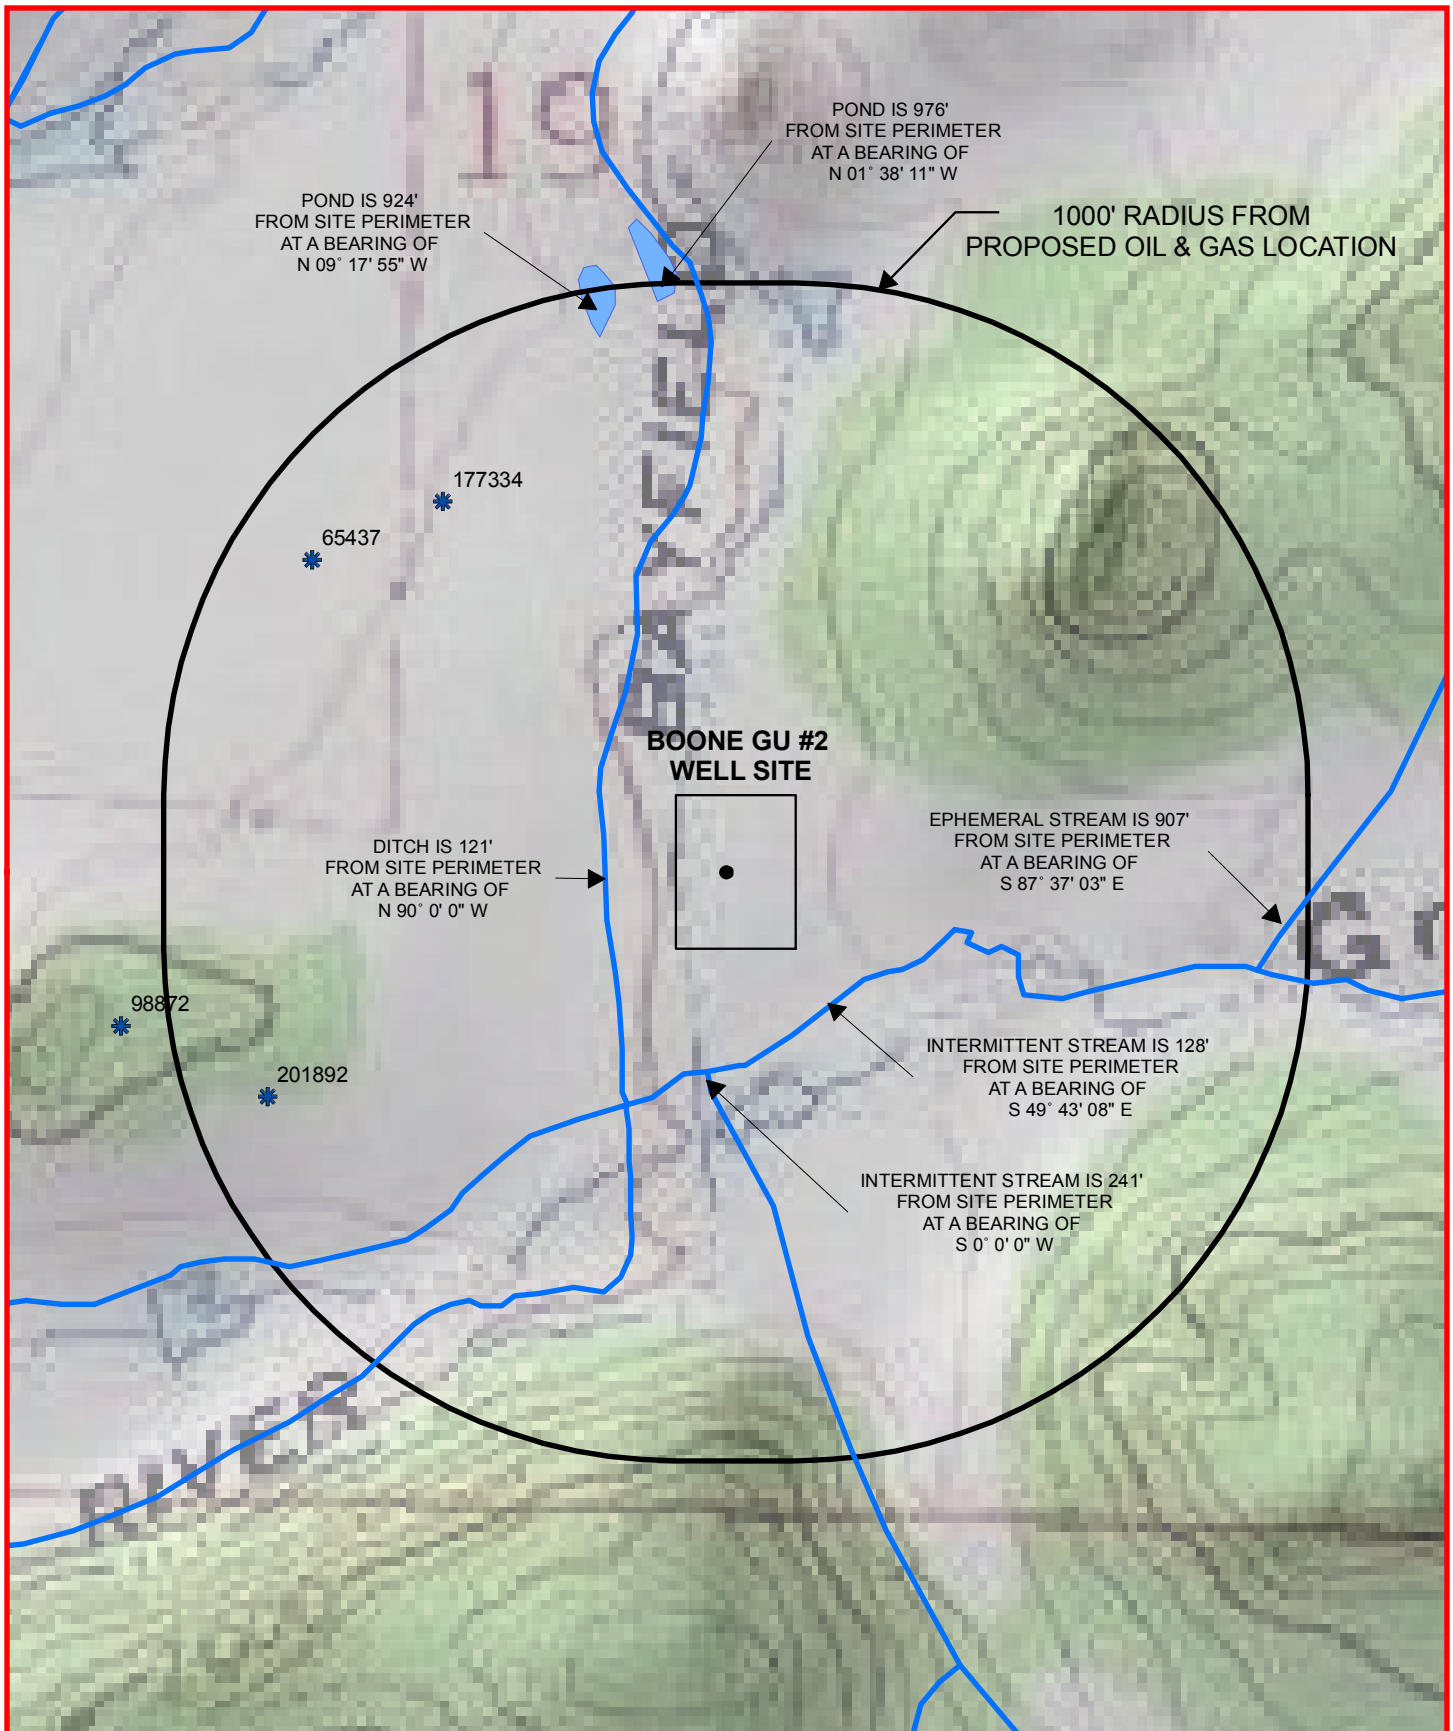 19
POND IS 976'
FROM SITE PERIMETER
AT A BEARING OF
N 01° 38' 11" W
POND IS 924'
FROM SITE PERIMETER
AT A BEARING OF
N 09° 17' 55" W
1000' RADIUS FROM
PROPOSED OIL & GAS LOCATION
BAYFIELD
177334
65437
BOONE GU #2
WELL SITE
DITCH IS 121'
FROM SITE PERIMETER
AT A BEARING OF
N 90° 0' 0" W
EPHEMERAL STREAM IS 907'
FROM SITE PERIMETER
AT A BEARING OF
S 87° 37' 03" E
98872
201892
INTERMITTENT STREAM IS 128'
FROM SITE PERIMETER
AT A BEARING OF
S 49° 43' 08" E
INTERMITTENT STREAM IS 241'
FROM SITE PERIMETER
AT A BEARING OF
S 0° 0' 0" W